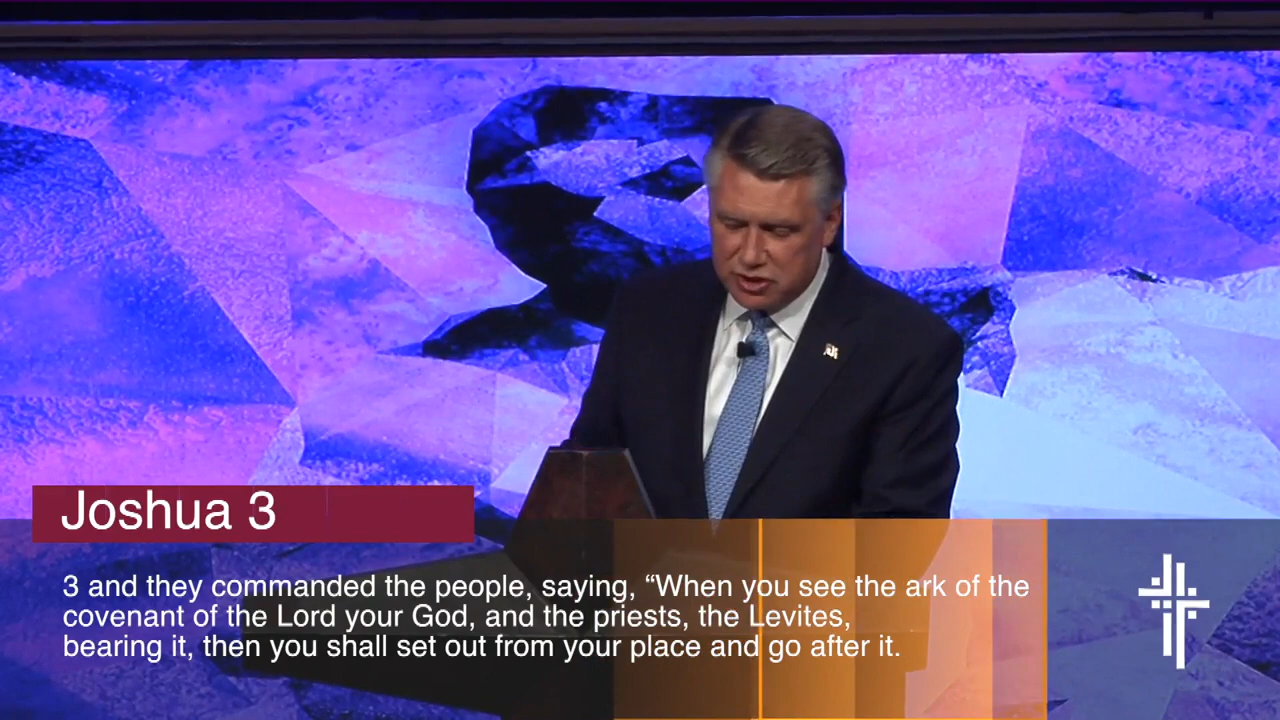 Joshua 3
3 and they commanded the people, saying, “When you see the ark of the
covenant of the Lord your God, and the priests, the Levites,
bearing it, then you shall set out from your place and go after it.